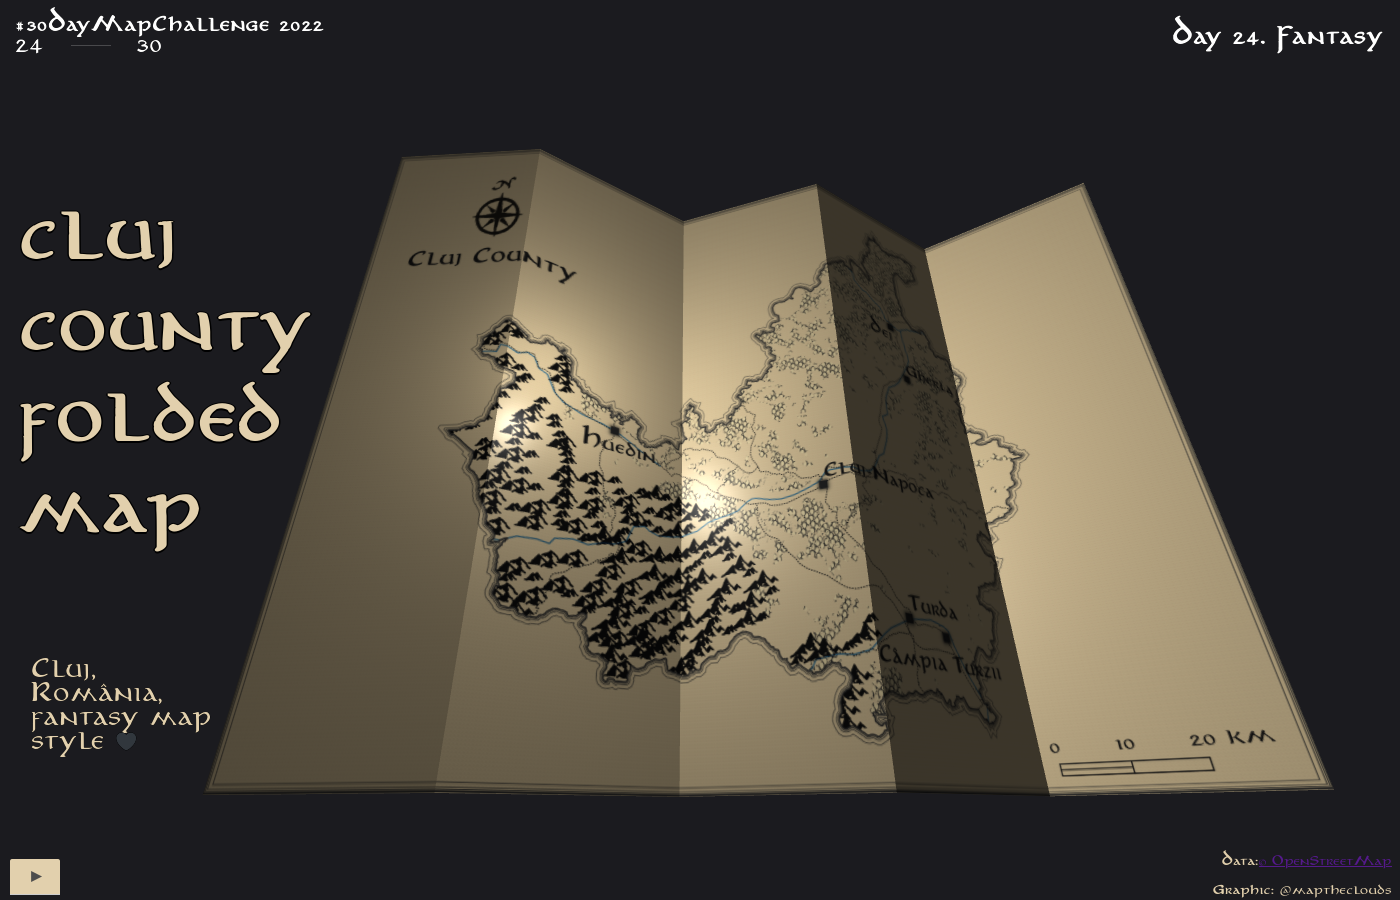 #30DayMapChallenge 2022
24 30
Day 24. Fantasy
Cluj
County
Folded
Map
Cluj,
România,
fantasy map
style
N
Cluj County
Dej
Gherla
Huedin
Cluj-Napoca
Turda
Campia Turzii
0 10 20 KM
Data:© OpenStreetMap
Graphic: @maptheclouds